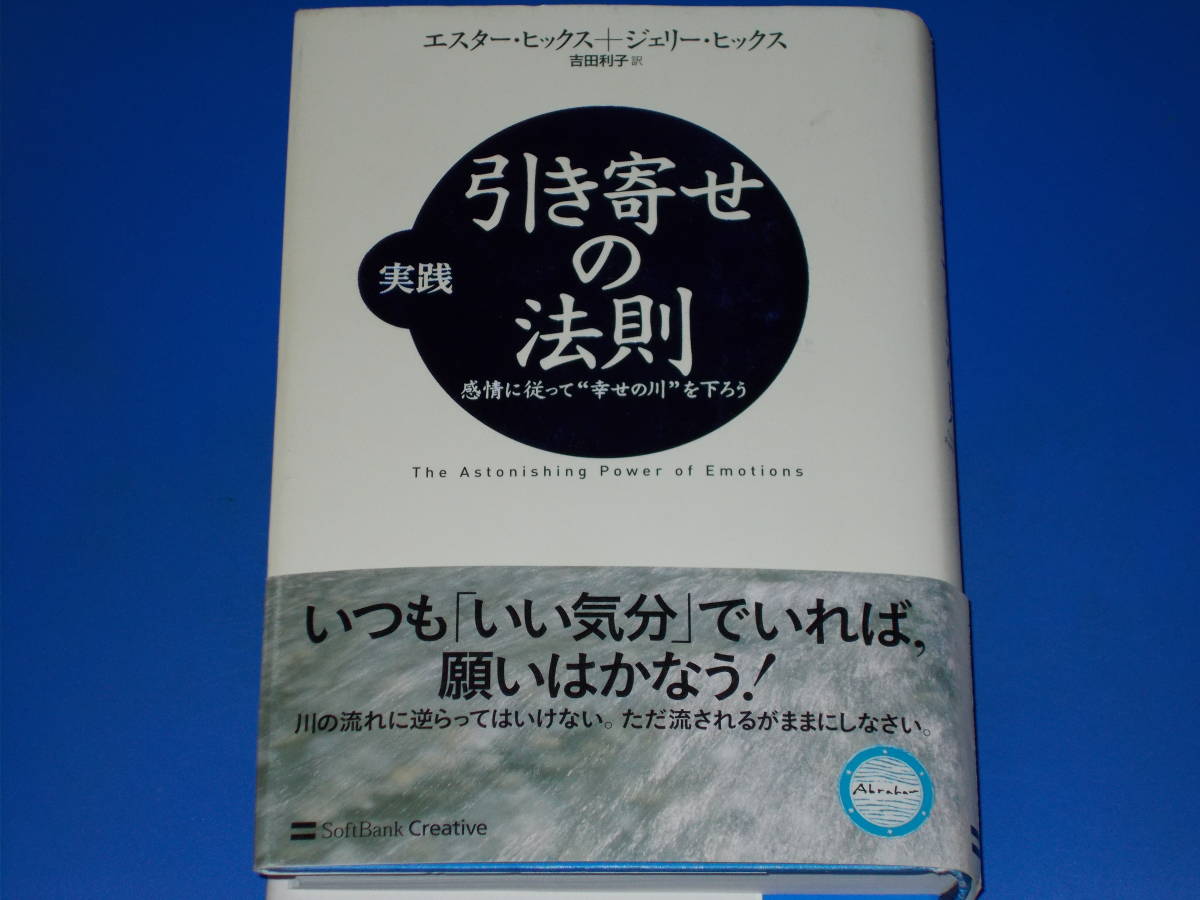 エスター・ヒックス＋ジェリー・ヒックス
吉田利子 訳
実践
引き寄せ
の
法則
感情に従って“幸せの川”を下ろう
The Astonishing Power of Emotions
いつも「いい気分」でいれば,
願いはかなう!
川の流れに逆らってはいけない。ただ流されるがままにしなさい。
Abraham
SoftBank Creative